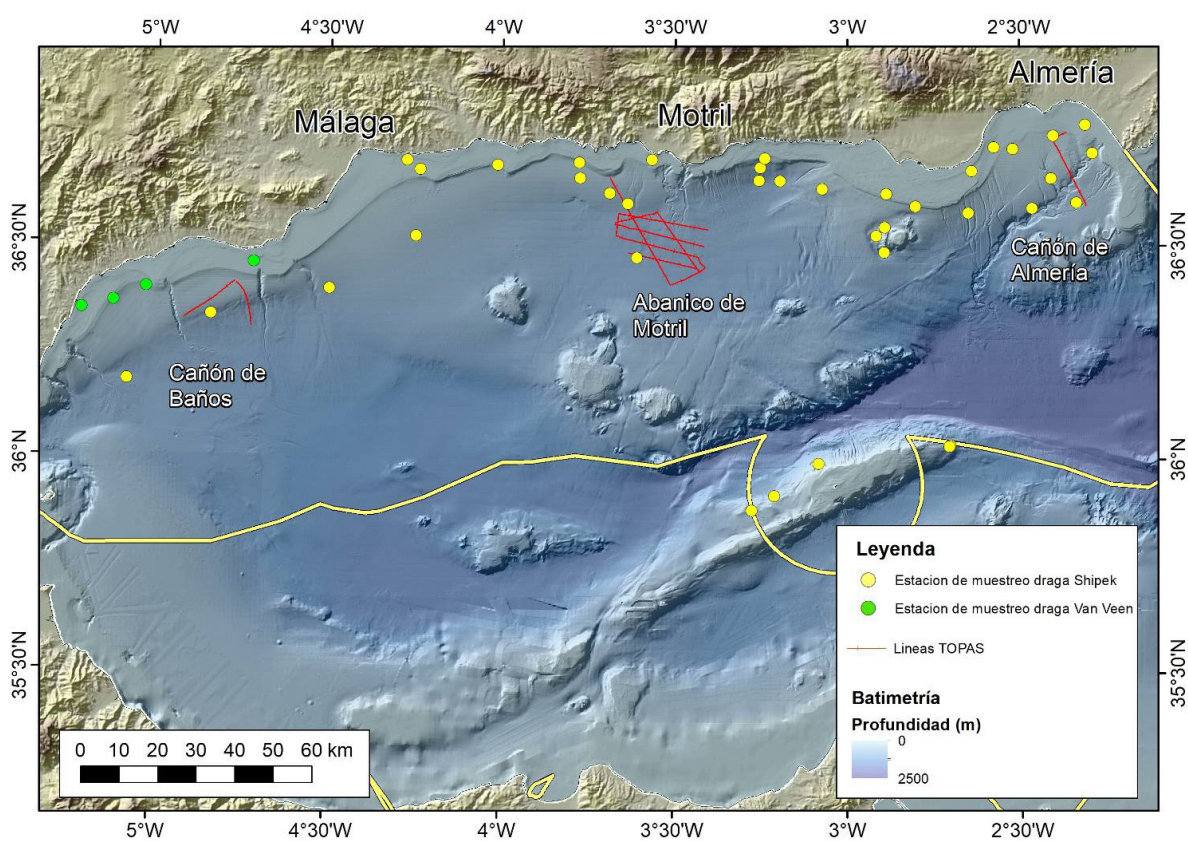 5°W
4°30'W
4°W
3°30'W
3°W
2°30'W
Almería
Málaga
Motril
36°30'N
36°30'N
Cañón de
Almería
Abanico de
Motril
Cañón de
Baños
36°N
36°N
Leyenda
Estacion de muestreo draga Shipek
Estacion de muestreo draga Van Veen
Lineas TOPAS
35°30'N
35°30'N
Batimetría
Profundidad (m)
0
2500
0 10 20 30 40 50 60 km
5°W
4°30'W
4°W
3°30'W
3°W
2°30'W